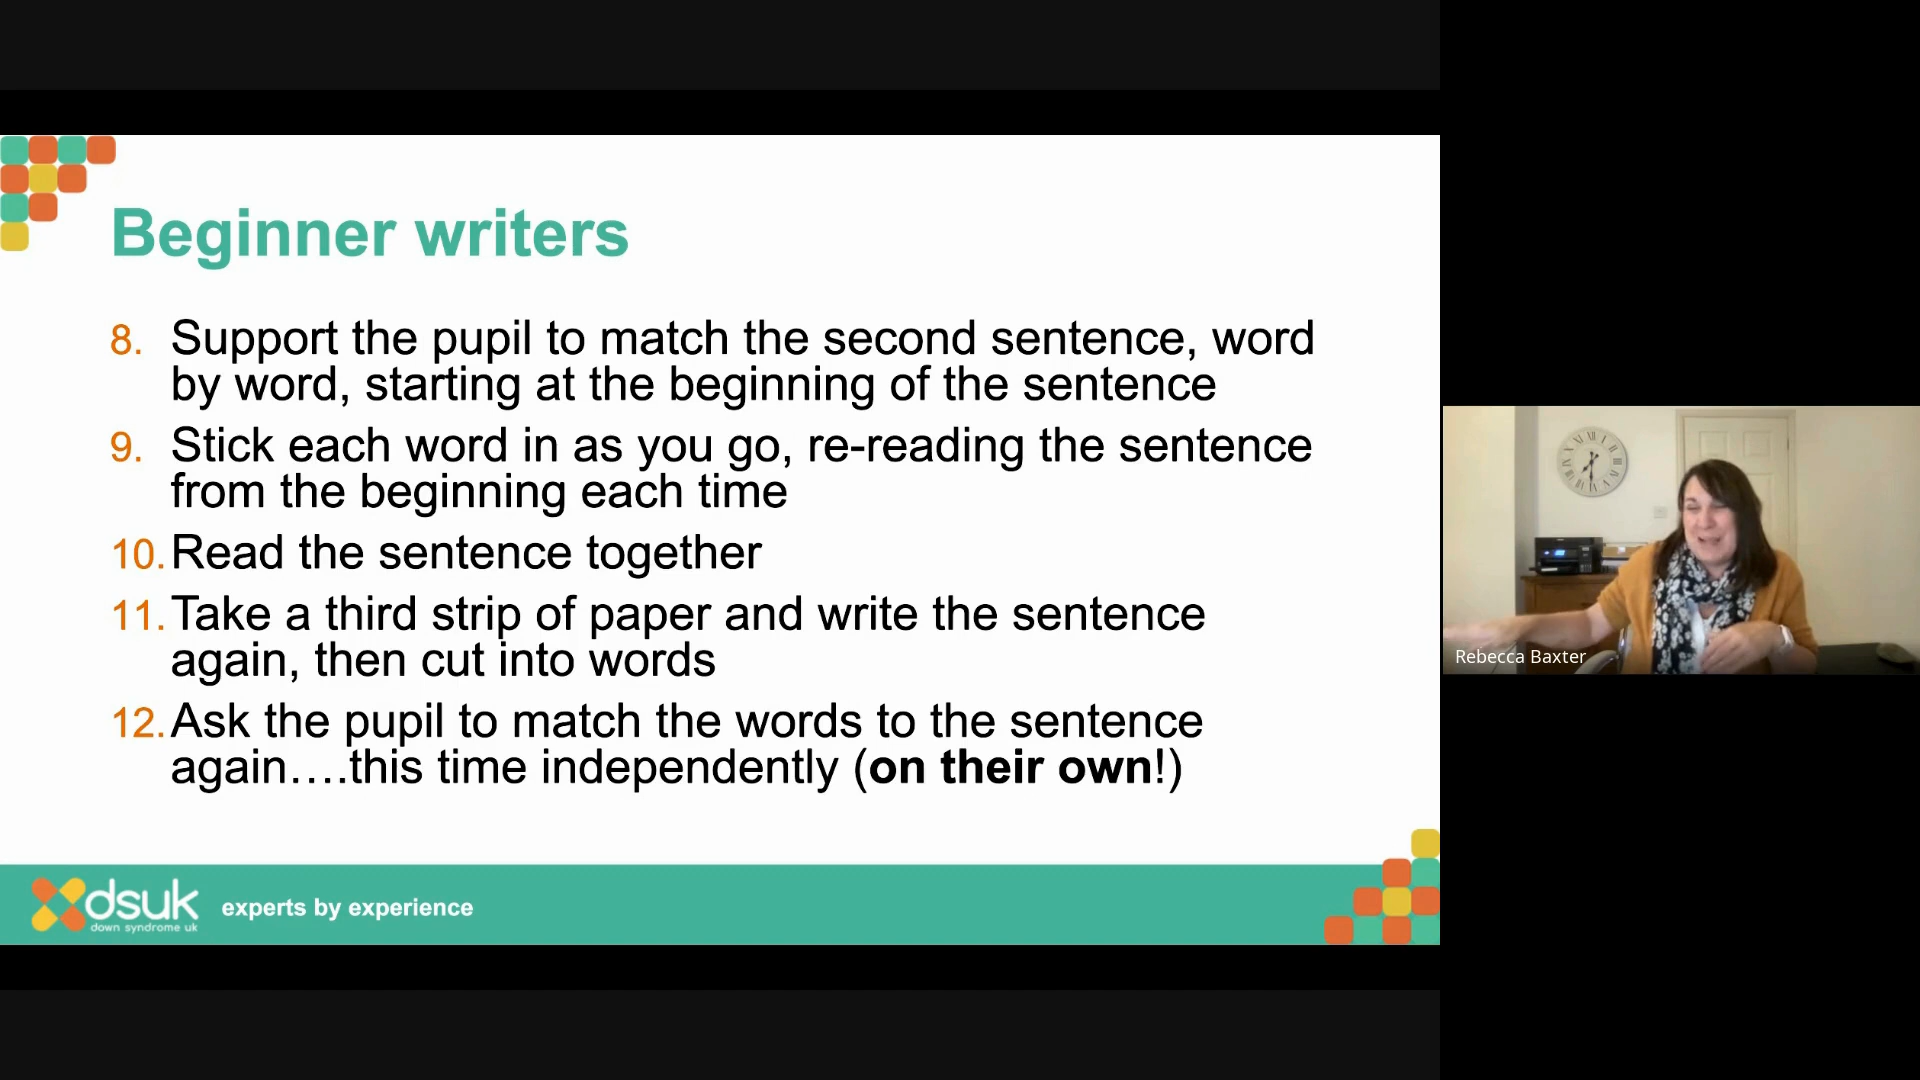 Beginner writers
8. Support the pupil to match the second sentence, word
by word, starting at the beginning of the sentence
9. Stick each word in as you go, re-reading the sentence
from the beginning each time
10. Read the sentence together
11. Take a third strip of paper and write the sentence
again, then cut into words
12. Ask the pupil to match the words to the sentence
again….this time independently (on their own!)
dsuk
down syndrome uk
experts by experience
Rebecca Baxter